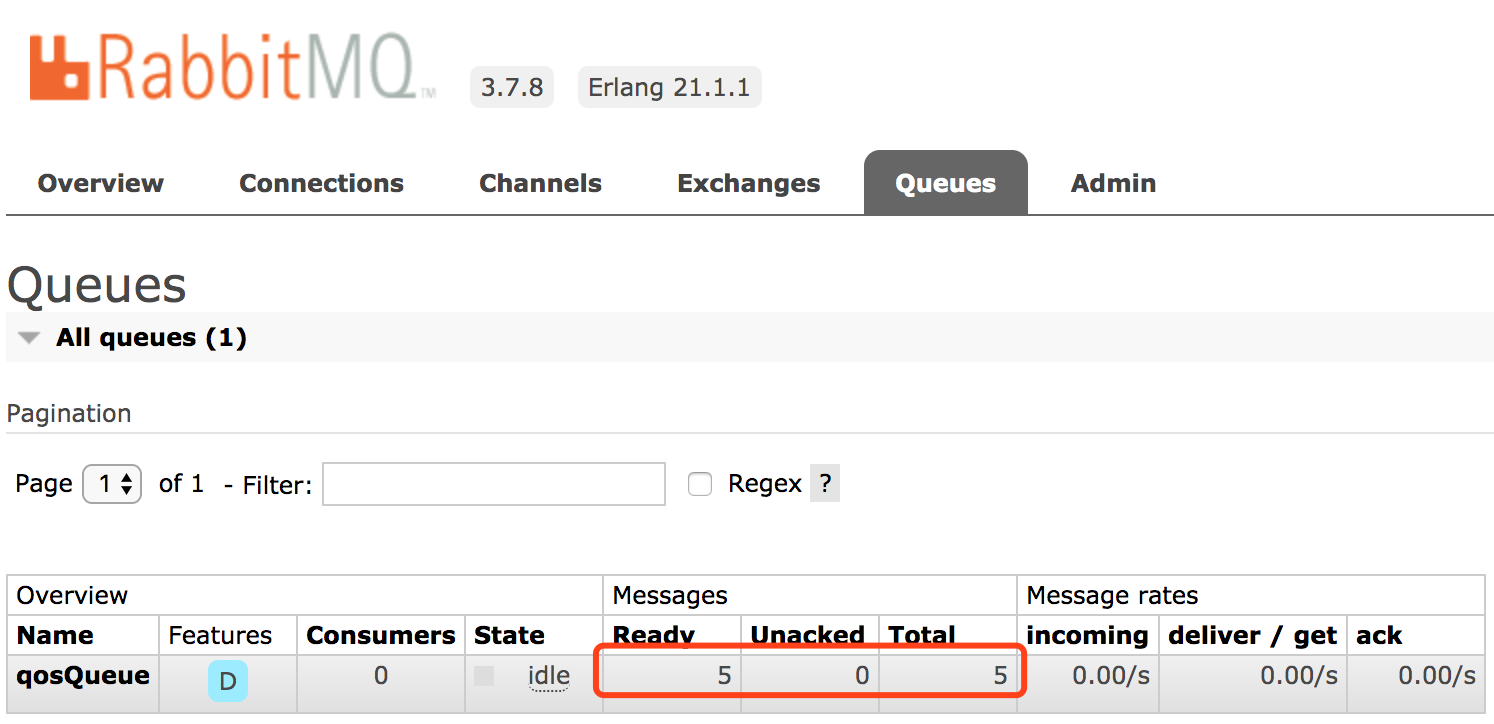 RabbitMQ™ 3.7.8 Erlang 21.1.1
Overview Connections Channels Exchanges Queues Admin
Queues
All queues (1)
Pagination
Page 1 of 1 - Filter: Regex ?
Overview Messages Message rates
Name Features Consumers State Ready Unacked Total incoming deliver / get ack
qosQueue D 0 idle 5 0 5 0.00/s 0.00/s 0.00/s